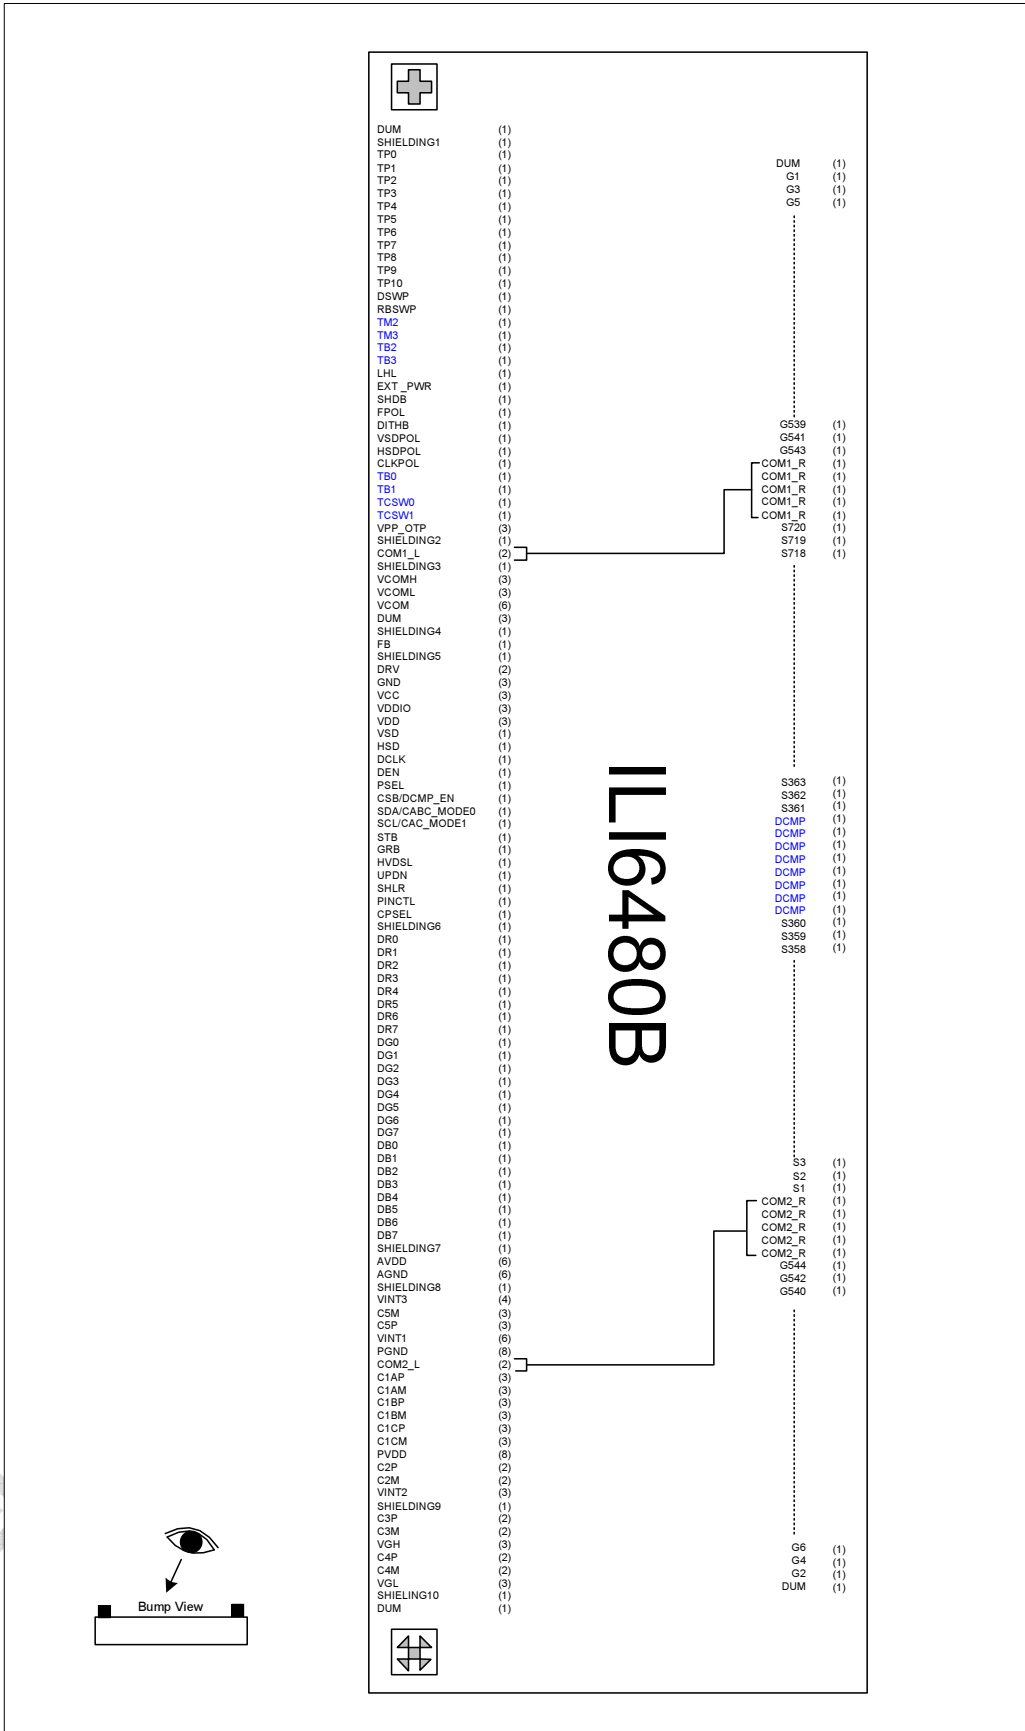 DUM (1)
SHIELDING1 (1)
TP0 (1)
TP1 (1)
TP2 (1)
TP3 (1)
TP4 (1)
TP5 (1)
TP6 (1)
TP7 (1)
TP8 (1)
TP9 (1)
TP10 (1)
DSWP (1)
RBSWP (1)
TM2 (1)
TM3 (1)
TB2 (1)
TB3 (1)
LHL (1)
EXT _PWR (1)
SHDB (1)
FPOL (1)
DITHB (1)
VSDPOL (1)
HSDPOL (1)
CLKPOL (1)
TB0 (1)
TB1 (1)
TCSW0 (1)
TCSW1 (1)
VPP_OTP (3)
SHIELDING2 (1)
COM1_L (2)
SHIELDING3 (1)
VCOMH (3)
VCOML (3)
VCOM (6)
DUM (3)
SHIELDING4 (1)
FB (1)
SHIELDING5 (1)
DRV (2)
GND (3)
VCC (3)
VDDIO (3)
VDD (3)
VSD (1)
HSD (1)
DCLK (1)
DEN (1)
PSEL (1)
CSB/DCMP_EN (1)
SDA/CABC_MODE0 (1)
SCL/CAC_MODE1 (1)
STB (1)
GRB (1)
HVDSL (1)
UPDN (1)
SHLR (1)
PINCTL (1)
CPSEL (1)
SHIELDING6 (1)
DR0 (1)
DR1 (1)
DR2 (1)
DR3 (1)
DR4 (1)
DR5 (1)
DR6 (1)
DR7 (1)
DG0 (1)
DG1 (1)
DG2 (1)
DG3 (1)
DG4 (1)
DG5 (1)
DG6 (1)
DG7 (1)
DB0 (1)
DB1 (1)
DB2 (1)
DB3 (1)
DB4 (1)
DB5 (1)
DB6 (1)
DB7 (1)
SHIELDING7 (1)
AVDD (6)
AGND (6)
SHIELDING8 (1)
VINT3 (4)
C5M (3)
C5P (3)
VINT1 (6)
PGND (8)
COM2_L (2)
C1AP (3)
C1AM (3)
C1BP (3)
C1BM (3)
C1CP (3)
C1CM (3)
PVDD (8)
C2P (2)
C2M (2)
VINT2 (3)
SHIELDING9 (1)
C3P (2)
C3M (2)
VGH (3)
C4P (2)
C4M (2)
VGL (3)
SHIELING10 (1)
DUM (1)
ILI6480B
DUM (1)
G1 (1)
G3 (1)
G5 (1)
G539 (1)
G541 (1)
G543 (1)
COM1_R (1)
COM1_R (1)
COM1_R (1)
COM1_R (1)
COM1_R (1)
S720 (1)
S719 (1)
S718 (1)
S363 (1)
S362 (1)
S361 (1)
DCMP (1)
DCMP (1)
DCMP (1)
DCMP (1)
DCMP (1)
DCMP (1)
DCMP (1)
DCMP (1)
S360 (1)
S359 (1)
S358 (1)
S3 (1)
S2 (1)
S1 (1)
COM2_R (1)
COM2_R (1)
COM2_R (1)
COM2_R (1)
COM2_R (1)
G544 (1)
G542 (1)
G540 (1)
G6 (1)
G4 (1)
G2 (1)
DUM (1)
Bump View